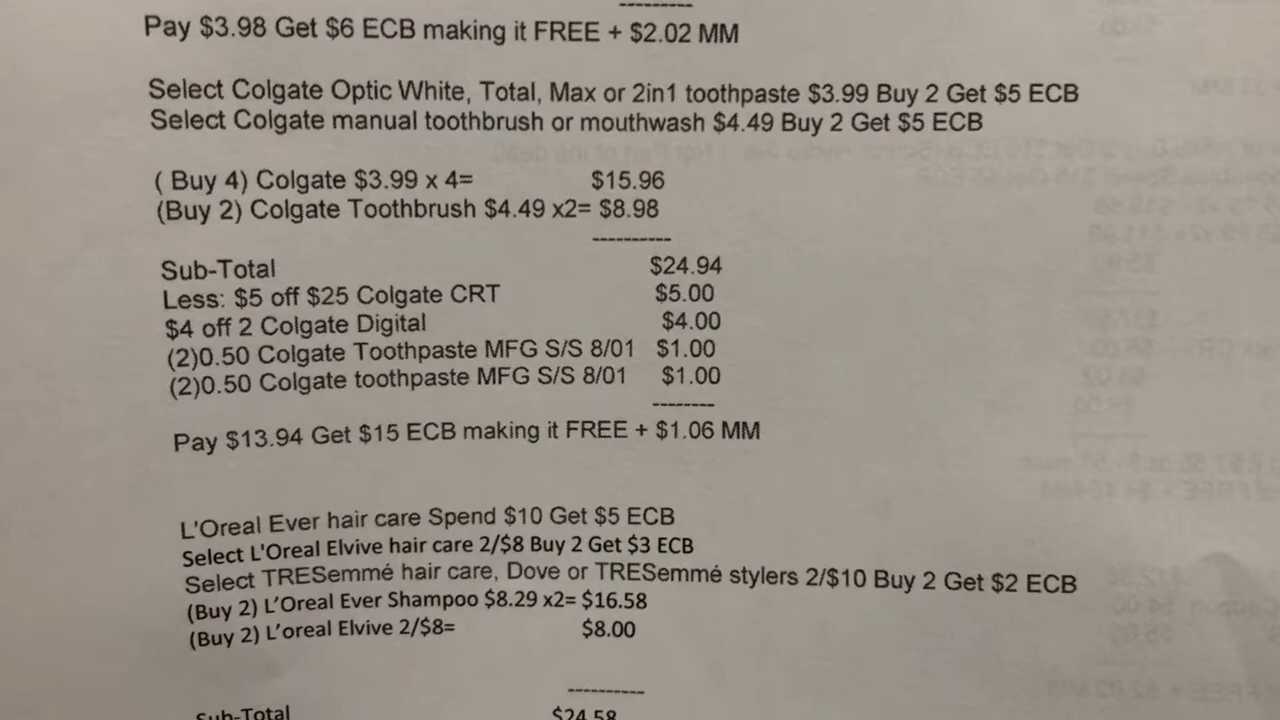 ----------
Pay $3.98 Get $6 ECB making it FREE + $2.02 MM
Select Colgate Optic White, Total, Max or 2in1 toothpaste $3.99 Buy 2 Get $5 ECB
Select Colgate manual toothbrush or mouthwash $4.49 Buy 2 Get $5 ECB
( Buy 4) Colgate $3.99 x 4= $15.96
(Buy 2) Colgate Toothbrush $4.49 x2= $8.98
----------
Sub-Total $24.94
Less: $5 off $25 Colgate CRT $5.00
$4 off 2 Colgate Digital $4.00
(2)0.50 Colgate Toothpaste MFG S/S 8/01 $1.00
(2)0.50 Colgate toothpaste MFG S/S 8/01 $1.00
--------
Pay $13.94 Get $15 ECB making it FREE + $1.06 MM
L'Oreal Ever hair care Spend $10 Get $5 ECB
Select L'Oreal Elvive hair care 2/$8 Buy 2 Get $3 ECB
Select TRESemmé hair care, Dove or TRESemmé stylers 2/$10 Buy 2 Get $2 ECB
(Buy 2) L'Oreal Ever Shampoo $8.29 x2= $16.58
(Buy 2) L'oreal Elvive 2/$8= $8.00
----------
Sub-Total $24.58